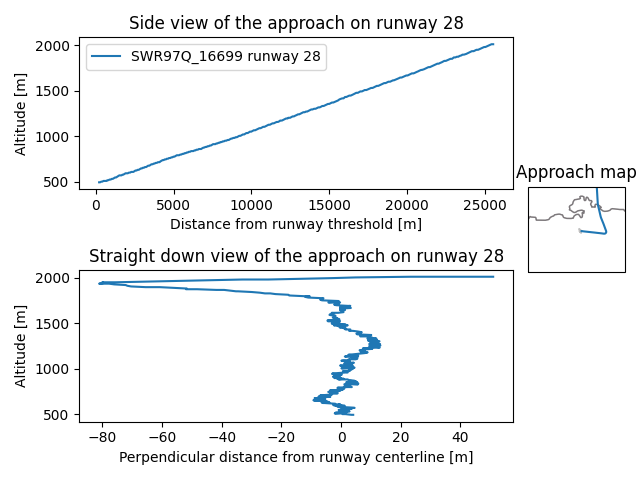 Side view of the approach on runway 28
2000
1500
1000
500
Altitude [m]
SWR97Q_16699 runway 28
0 5000 10000 15000 20000 25000
Distance from runway threshold [m]
Approach map
Straight down view of the approach on runway 28
2000
1500
1000
500
Altitude [m]
−80 −60 −40 −20 0 20 40
Perpendicular distance from runway centerline [m]